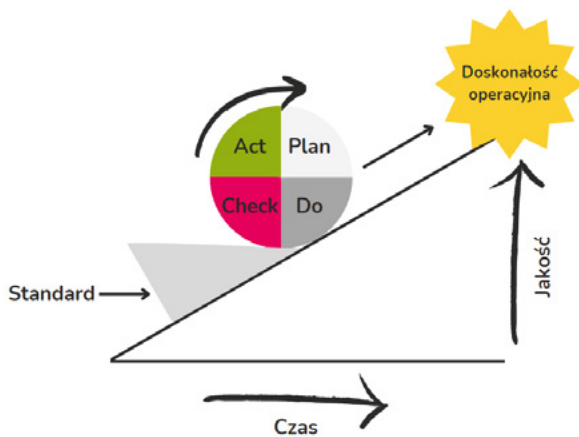 Doskonałość
operacyjna
Act
Plan
Check
Do
Standard
Jakość
Czas